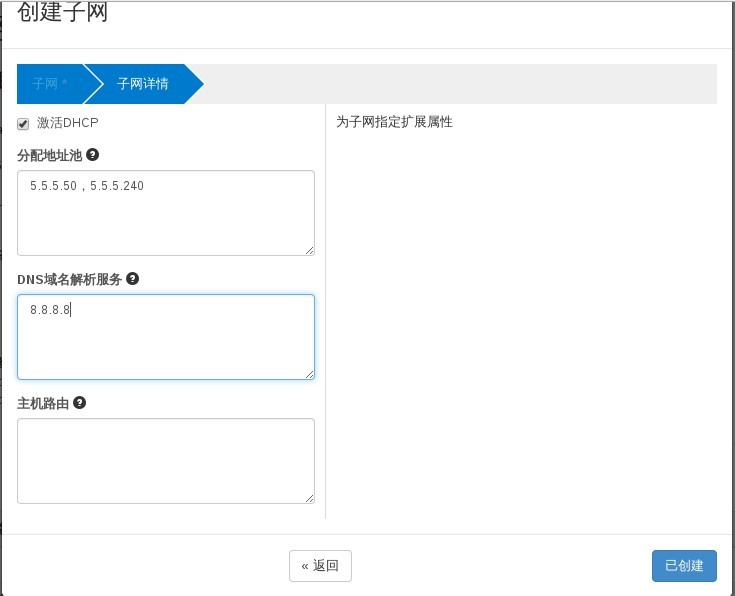 创建子网
子网 *
子网详情
激活DHCP
为子网指定扩展属性
分配地址池
5.5.5.50，5.5.5.240
DNS域名解析服务
8.8.8.8
主机路由
« 返回
已创建